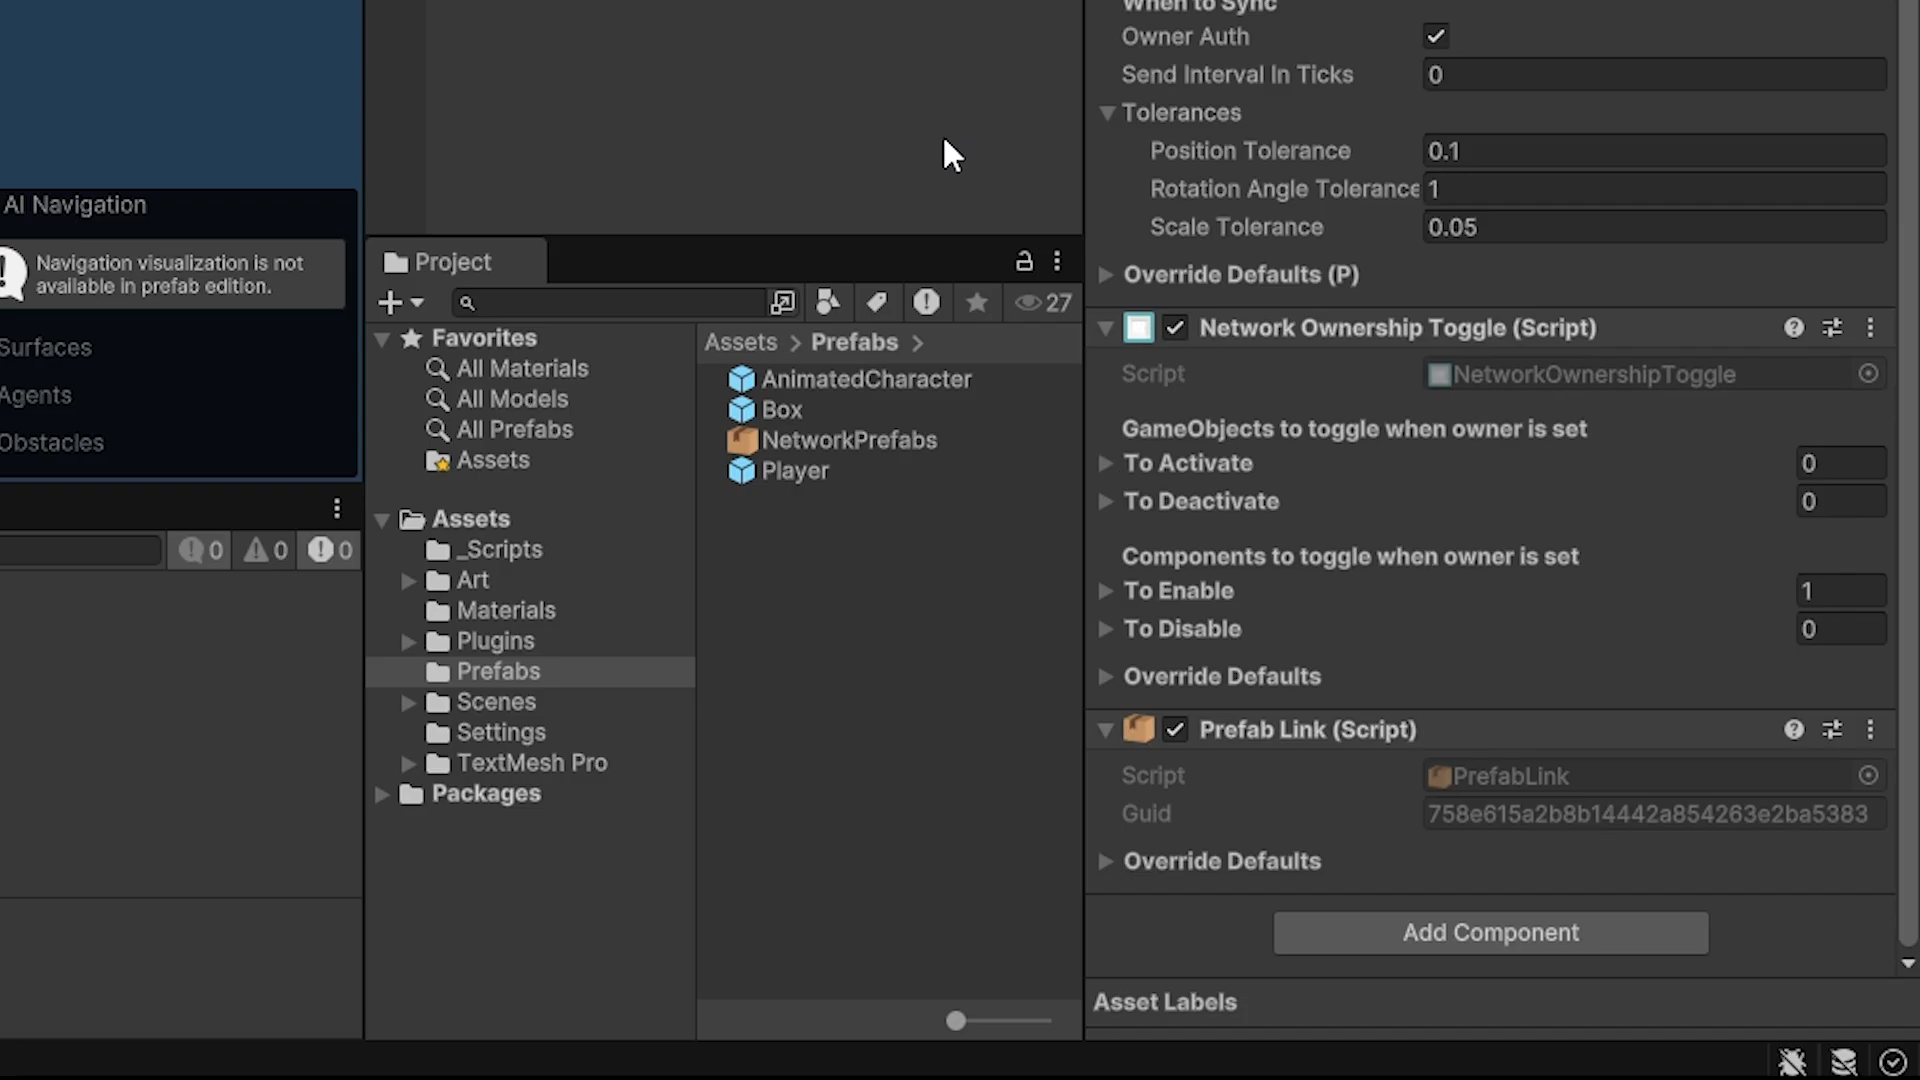 AI Navigation
Navigation visualization is not
available in prefab edition.
Surfaces
Agents
Obstacles
0
0
0
Project
27
Favorites
All Materials
All Models
All Prefabs
Assets
Assets
_Scripts
Art
Materials
Plugins
Prefabs
Scenes
Settings
TextMesh Pro
Packages
Assets > Prefabs >
AnimatedCharacter
Box
NetworkPrefabs
Player
When to Sync
Owner Auth
Send Interval In Ticks 0
Tolerances
Position Tolerance 0.1
Rotation Angle Tolerance 1
Scale Tolerance 0.05
Override Defaults (P)
Network Ownership Toggle (Script)
Script NetworkOwnershipToggle
GameObjects to toggle when owner is set
To Activate 0
To Deactivate 0
Components to toggle when owner is set
To Enable 1
To Disable 0
Override Defaults
Prefab Link (Script)
Script PrefabLink
Guid 758e615a2b8b14442a854263e2ba5383
Override Defaults
Add Component
Asset Labels